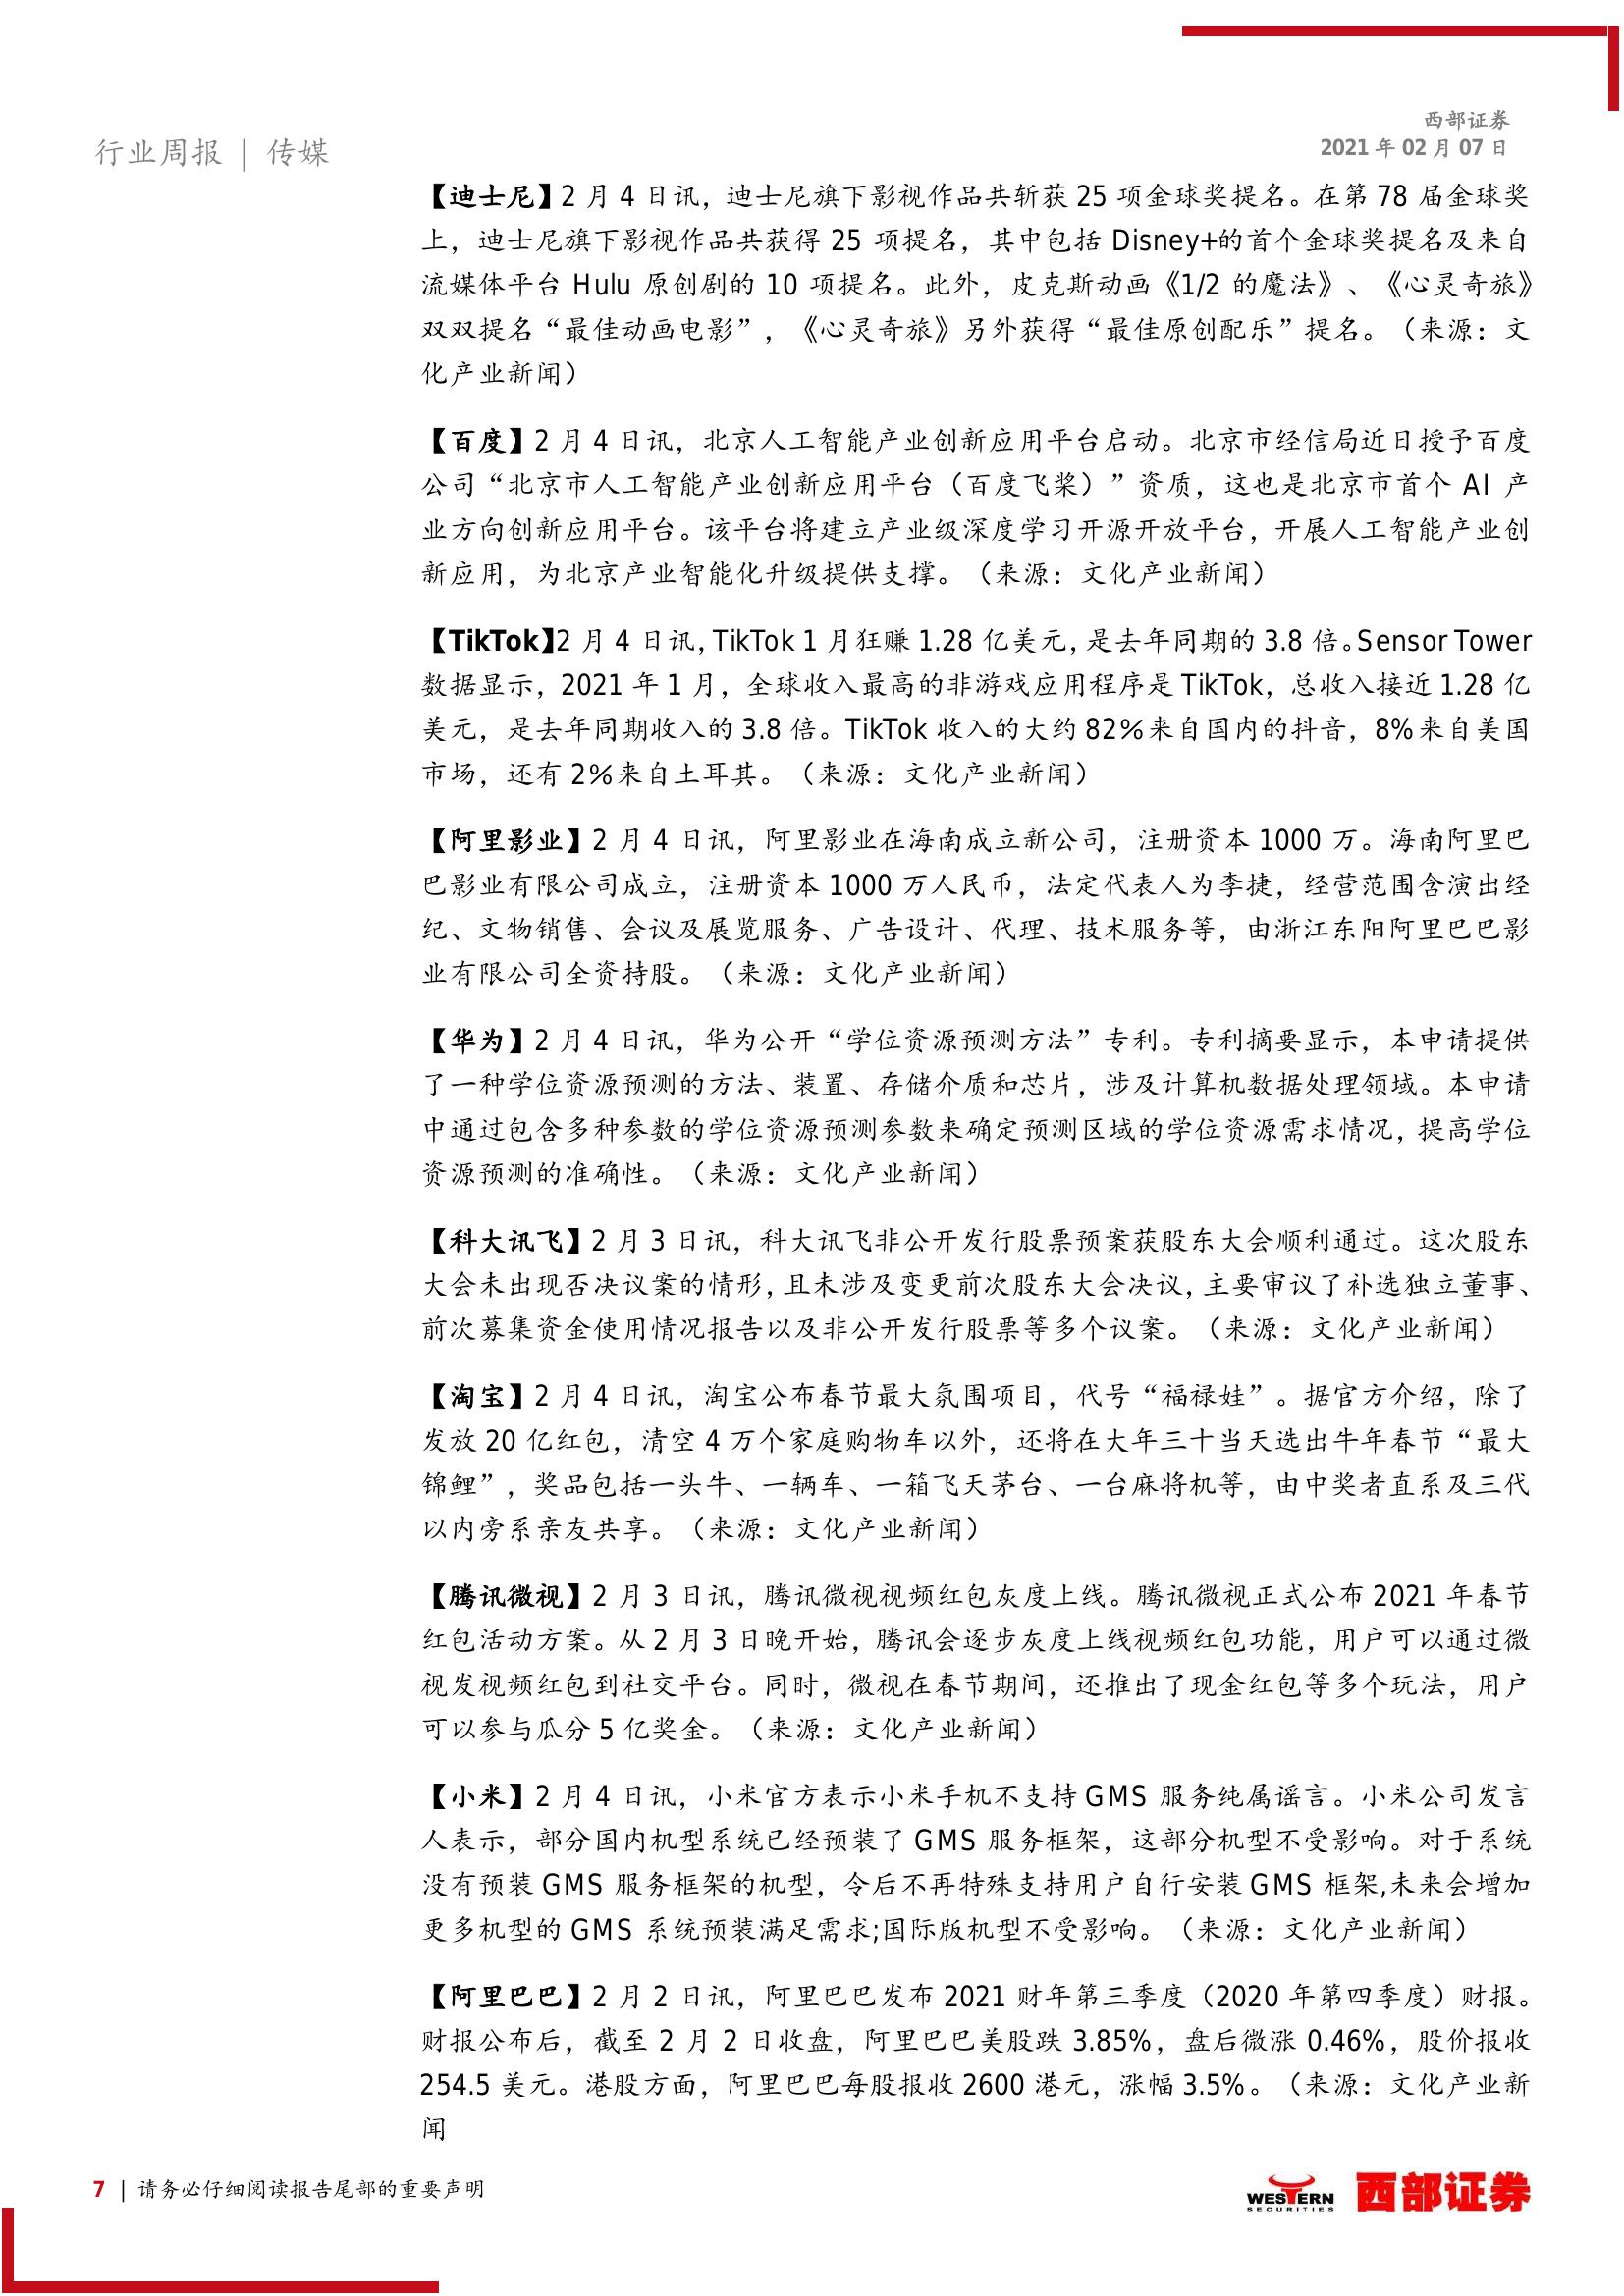 行业周报 | 传媒
西部证券
2021 年 02 月 07 日
【迪士尼】2 月 4 日讯，迪士尼旗下影视作品共斩获 25 项金球奖提名。在第 78 届金球奖
上，迪士尼旗下影视作品共获得 25 项提名，其中包括 Disney+的首个金球奖提名及来自
流媒体平台 Hulu 原创剧的 10 项提名。此外，皮克斯动画《1/2 的魔法》、《心灵奇旅》
双双提名“最佳动画电影”，《心灵奇旅》另外获得“最佳原创配乐”提名。（来源：文
化产业新闻）
【百度】2 月 4 日讯，北京人工智能产业创新应用平台启动。北京市经信局近日授予百度
公司“北京市人工智能产业创新应用平台（百度飞桨）”资质，这也是北京市首个 AI 产
业方向创新应用平台。该平台将建立产业级深度学习开源开放平台，开展人工智能产业创
新应用，为北京产业智能化升级提供支撑。（来源：文化产业新闻）
【TikTok】2 月 4 日讯，TikTok 1 月狂赚 1.28 亿美元，是去年同期的 3.8 倍。Sensor Tower
数据显示，2021 年 1 月，全球收入最高的非游戏应用程序是 TikTok，总收入接近 1.28 亿
美元，是去年同期收入的 3.8 倍。TikTok 收入的大约 82%来自国内的抖音，8%来自美国
市场，还有 2%来自土耳其。（来源：文化产业新闻）
【阿里影业】2 月 4 日讯，阿里影业在海南成立新公司，注册资本 1000 万。海南阿里巴
巴影业有限公司成立，注册资本 1000 万人民币，法定代表人为李捷，经营范围含演出经
纪、文物销售、会议及展览服务、广告设计、代理、技术服务等，由浙江东阳阿里巴巴影
业有限公司全资持股。（来源：文化产业新闻）
【华为】2 月 4 日讯，华为公开“学位资源预测方法”专利。专利摘要显示，本申请提供
了一种学位资源预测的方法、装置、存储介质和芯片，涉及计算机数据处理领域。本申请
中通过包含多种参数的学位资源预测参数来确定预测区域的学位资源需求情况，提高学位
资源预测的准确性。（来源：文化产业新闻）
【科大讯飞】2 月 3 日讯，科大讯飞非公开发行股票预案获股东大会顺利通过。这次股东
大会未出现否决议案的情形，且未涉及变更前次股东大会决议，主要审议了补选独立董事、
前次募集资金使用情况报告以及非公开发行股票等多个议案。（来源：文化产业新闻）
【淘宝】2 月 4 日讯，淘宝公布春节最大氛围项目，代号“福禄娃”。据官方介绍，除了
发放 20 亿红包，清空 4 万个家庭购物车以外，还将在大年三十当天选出牛年春节“最大
锦鲤”，奖品包括一头牛、一辆车、一箱飞天茅台、一台麻将机等，由中奖者直系及三代
以内旁系亲友共享。（来源：文化产业新闻）
【腾讯微视】2 月 3 日讯，腾讯微视视频红包灰度上线。腾讯微视正式公布 2021 年春节
红包活动方案。从 2 月 3 日晚开始，腾讯会逐步灰度上线视频红包功能，用户可以通过微
视发视频红包到社交平台。同时，微视在春节期间，还推出了现金红包等多个玩法，用户
可以参与瓜分 5 亿奖金。（来源：文化产业新闻）
【小米】2 月 4 日讯，小米官方表示小米手机不支持 GMS 服务纯属谣言。小米公司发言
人表示，部分国内机型系统已经预装了 GMS 服务框架，这部分机型不受影响。对于系统
没有预装 GMS 服务框架的机型，令后不再特殊支持用户自行安装 GMS 框架,未来会增加
更多机型的 GMS 系统预装满足需求;国际版机型不受影响。（来源：文化产业新闻）
【阿里巴巴】2 月 2 日讯，阿里巴巴发布 2021 财年第三季度（2020 年第四季度）财报。
财报公布后，截至 2 月 2 日收盘，阿里巴巴美股跌 3.85%，盘后微涨 0.46%，股价报收
254.5 美元。港股方面，阿里巴巴每股报收 2600 港元，涨幅 3.5%。（来源：文化产业新
闻
7 | 请务必仔细阅读报告尾部的重要声明
WESTERN
SECURITIES
西部证券